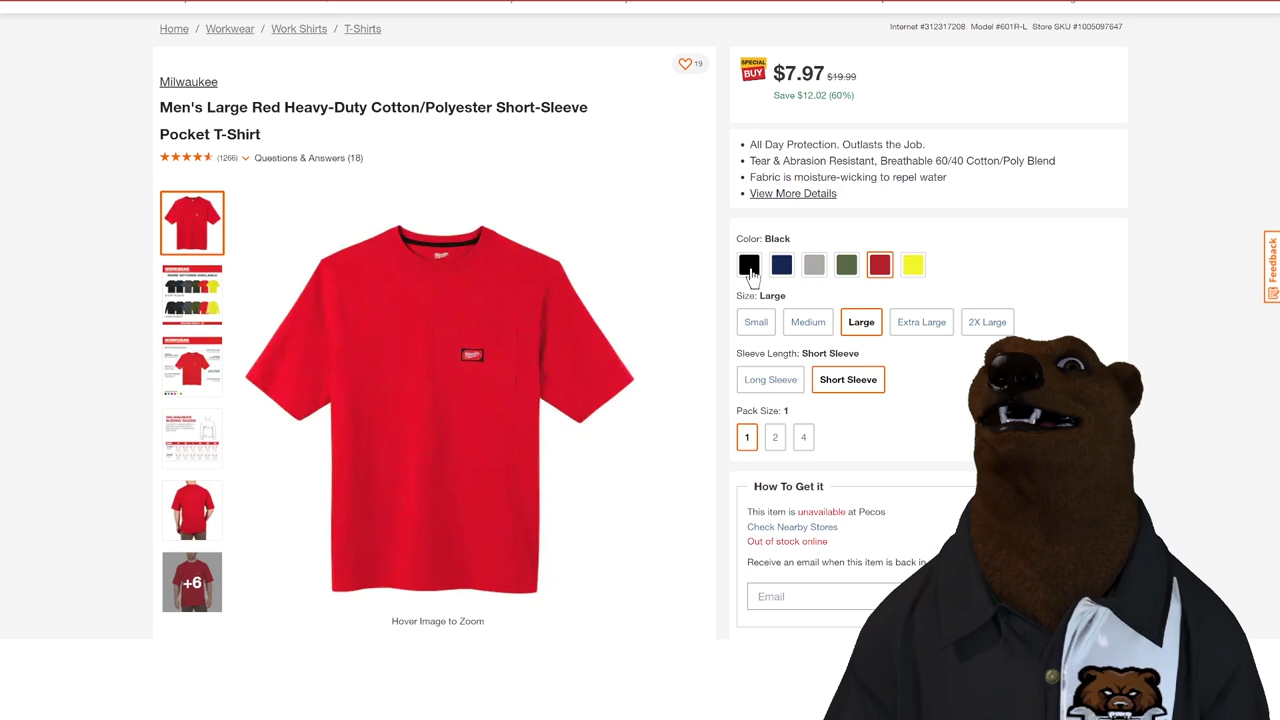 Home / Workwear / Work Shirts / T-Shirts
Internet #312317208 Model #601R-L Store SKU #1005097647
19
Milwaukee
Men's Large Red Heavy-Duty Cotton/Polyester Short-Sleeve
Pocket T-Shirt
(1266) Questions & Answers (18)
+6
Hover Image to Zoom
SPECIAL
BUY
$7.97 $19.99
Save $12.02 (60%)
• All Day Protection. Outlasts the Job.
• Tear & Abrasion Resistant, Breathable 60/40 Cotton/Poly Blend
• Fabric is moisture-wicking to repel water
• View More Details
Color: Black
Size: Large
Small Medium Large Extra Large 2X Large
Sleeve Length: Short Sleeve
Long Sleeve Short Sleeve
Pack Size: 1
1 2 4
How To Get it
This item is unavailable at Pecos
Check Nearby Stores
Out of stock online
Receive an email when this item is back in
Email
Feedback